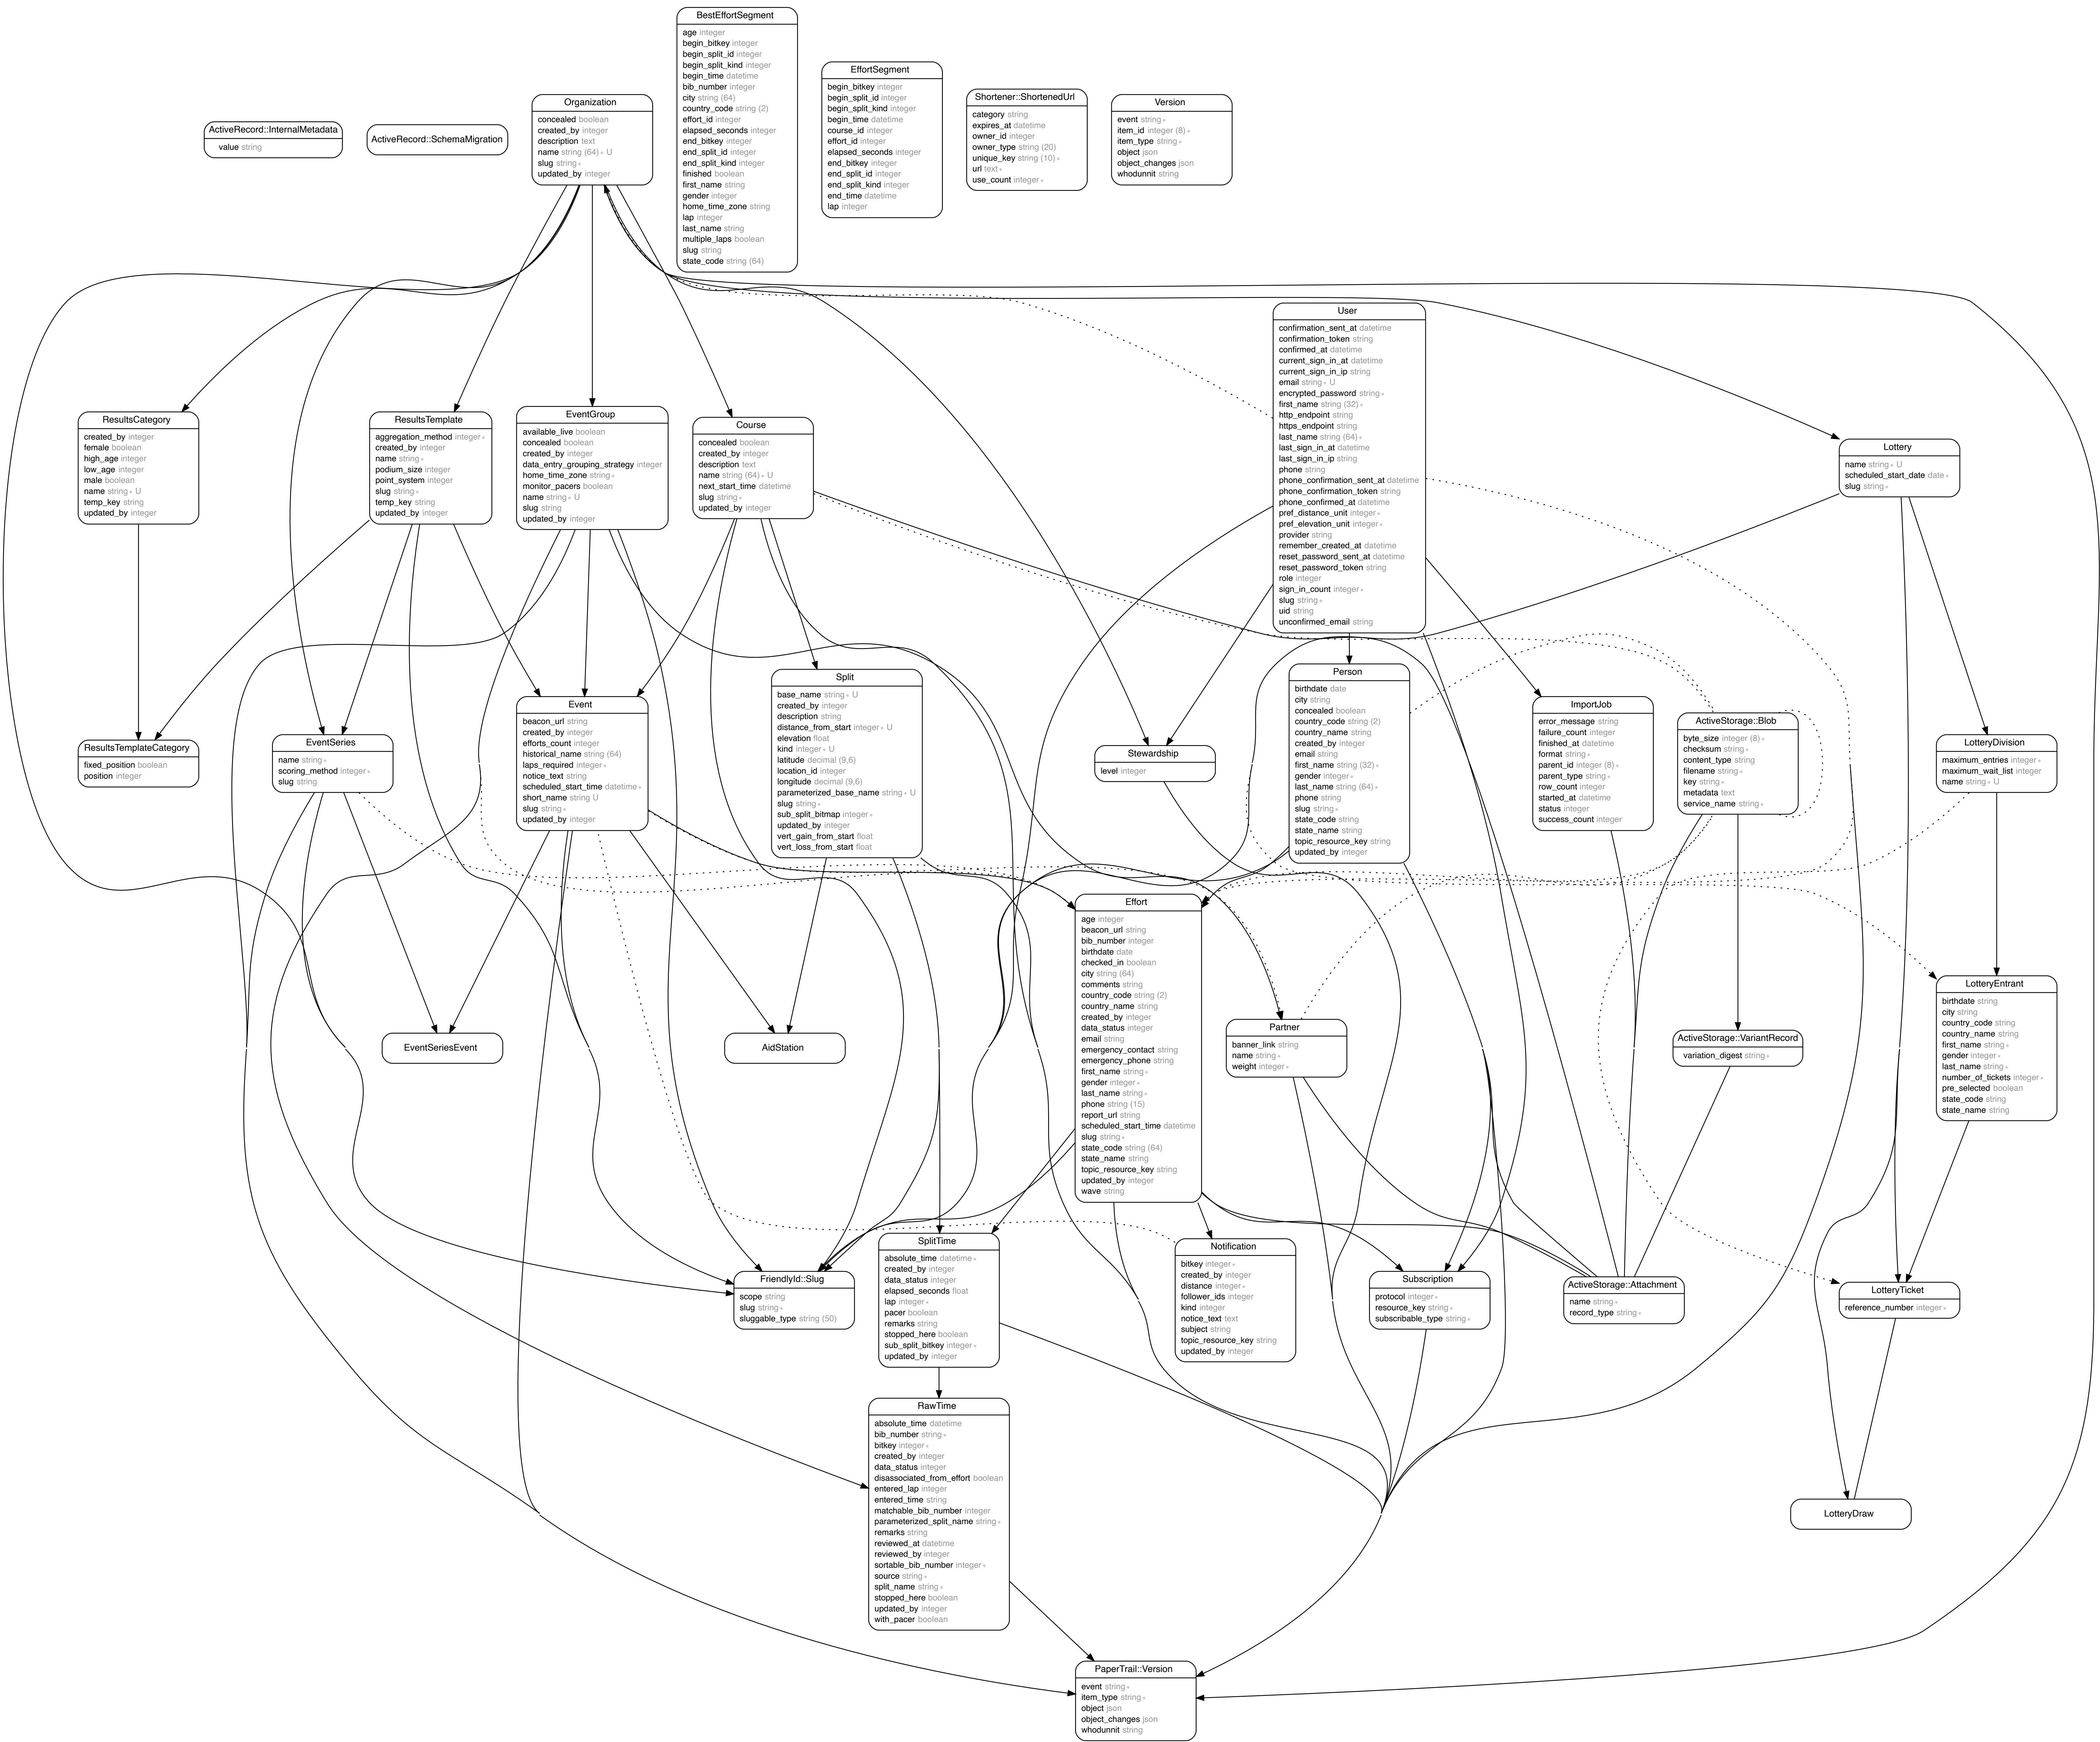 BestEffortSegment
age integer
begin_bitkey integer
begin_split_id integer
begin_split_kind integer
begin_time datetime
bib_number integer
city string (64)
country_code string (2)
effort_id integer
elapsed_seconds integer
end_bitkey integer
end_split_id integer
end_split_kind integer
finished boolean
first_name string
gender integer
home_time_zone string
lap integer
last_name string
multiple_laps boolean
slug string
state_code string (64)
EffortSegment
begin_bitkey integer
begin_split_id integer
begin_split_kind integer
begin_time datetime
course_id integer
effort_id integer
elapsed_seconds integer
end_bitkey integer
end_split_id integer
end_split_kind integer
end_time datetime
lap integer
Shortener::ShortenedUrl
category string
expires_at datetime
owner_id integer
owner_type string (20)
unique_key string (10) ∗
url text ∗
use_count integer ∗
Version
event string ∗
item_id integer (8) ∗
item_type string ∗
object json
object_changes json
whodunnit string
Organization
concealed boolean
created_by integer
description text
name string (64) ∗ U
slug string ∗
updated_by integer
ActiveRecord::InternalMetadata
value string
ActiveRecord::SchemaMigration
User
confirmation_sent_at datetime
confirmation_token string
confirmed_at datetime
current_sign_in_at datetime
current_sign_in_ip string
email string ∗ U
encrypted_password string ∗
first_name string (32) ∗
http_endpoint string
https_endpoint string
last_name string (64) ∗
last_sign_in_at datetime
last_sign_in_ip string
phone string
phone_confirmation_sent_at datetime
phone_confirmation_token string
phone_confirmed_at datetime
pref_distance_unit integer ∗
pref_elevation_unit integer ∗
provider string
remember_created_at datetime
reset_password_sent_at datetime
reset_password_token string
role integer
sign_in_count integer ∗
slug string ∗
uid string
unconfirmed_email string
ResultsCategory
created_by integer
female boolean
high_age integer
low_age integer
male boolean
name string ∗ U
temp_key string
updated_by integer
ResultsTemplate
aggregation_method integer ∗
created_by integer
name string ∗
podium_size integer
point_system integer
slug string ∗
temp_key string
updated_by integer
EventGroup
available_live boolean
concealed boolean
created_by integer
data_entry_grouping_strategy integer
home_time_zone string ∗
monitor_pacers boolean
name string ∗ U
slug string
updated_by integer
Course
concealed boolean
created_by integer
description text
name string (64) ∗ U
next_start_time datetime
slug string ∗
updated_by integer
Lottery
name string ∗ U
scheduled_start_date date ∗
slug string ∗
Split
base_name string ∗ U
created_by integer
description string
distance_from_start integer ∗ U
elevation float
kind integer ∗ U
latitude decimal (9,6)
location_id integer
longitude decimal (9,6)
parameterized_base_name string ∗ U
slug string ∗
sub_split_bitmap integer ∗
updated_by integer
vert_gain_from_start float
vert_loss_from_start float
Person
birthdate date
city string
concealed boolean
country_code string (2)
country_name string
created_by integer
email string
first_name string (32) ∗
gender integer ∗
last_name string (64) ∗
phone string
slug string ∗
state_code string
state_name string
topic_resource_key string
updated_by integer
Event
beacon_url string
created_by integer
efforts_count integer
historical_name string (64)
laps_required integer ∗
notice_text string
scheduled_start_time datetime ∗
short_name string U
slug string ∗
updated_by integer
ImportJob
error_message string
failure_count integer
finished_at datetime
format string ∗
parent_id integer (8) ∗
parent_type string ∗
row_count integer
started_at datetime
status integer
success_count integer
ActiveStorage::Blob
byte_size integer (8) ∗
checksum string ∗
content_type string
filename string ∗
key string ∗
metadata text
service_name string ∗
ResultsTemplateCategory
fixed_position boolean
position integer
EventSeries
name string ∗
scoring_method integer ∗
slug string
Stewardship
level integer
LotteryDivision
maximum_entries integer ∗
maximum_wait_list integer
name string ∗ U
Effort
age integer
beacon_url string
bib_number integer
birthdate date
checked_in boolean
city string (64)
comments string
country_code string (2)
country_name string
created_by integer
data_status integer
email string
emergency_contact string
emergency_phone string
first_name string ∗
gender integer ∗
last_name string ∗
phone string (15)
report_url string
scheduled_start_time datetime
slug string ∗
state_code string (64)
state_name string
topic_resource_key string
updated_by integer
wave string
EventSeriesEvent
AidStation
Partner
banner_link string
name string ∗
weight integer ∗
ActiveStorage::VariantRecord
variation_digest string ∗
LotteryEntrant
birthdate string
city string
country_code string
country_name string
first_name string ∗
gender integer ∗
last_name string ∗
number_of_tickets integer ∗
pre_selected boolean
state_code string
state_name string
FriendlyId::Slug
scope string
slug string ∗
sluggable_type string (50)
SplitTime
absolute_time datetime ∗
created_by integer
data_status integer
elapsed_seconds float
lap integer ∗
pacer boolean
remarks string
stopped_here boolean
sub_split_bitkey integer ∗
updated_by integer
Notification
bitkey integer ∗
created_by integer
distance integer ∗
follower_ids integer
kind integer
notice_text text
subject string
topic_resource_key string
updated_by integer
Subscription
protocol integer ∗
resource_key string ∗
subscribable_type string ∗
ActiveStorage::Attachment
name string ∗
record_type string ∗
LotteryTicket
reference_number integer ∗
RawTime
absolute_time datetime
bib_number string ∗
bitkey integer ∗
created_by integer
data_status integer
disassociated_from_effort boolean
entered_lap integer
entered_time string
matchable_bib_number integer
parameterized_split_name string ∗
remarks string
reviewed_at datetime
reviewed_by integer
sortable_bib_number integer ∗
source string ∗
split_name string ∗
stopped_here boolean
updated_by integer
with_pacer boolean
LotteryDraw
PaperTrail::Version
event string ∗
item_type string ∗
object json
object_changes json
whodunnit string